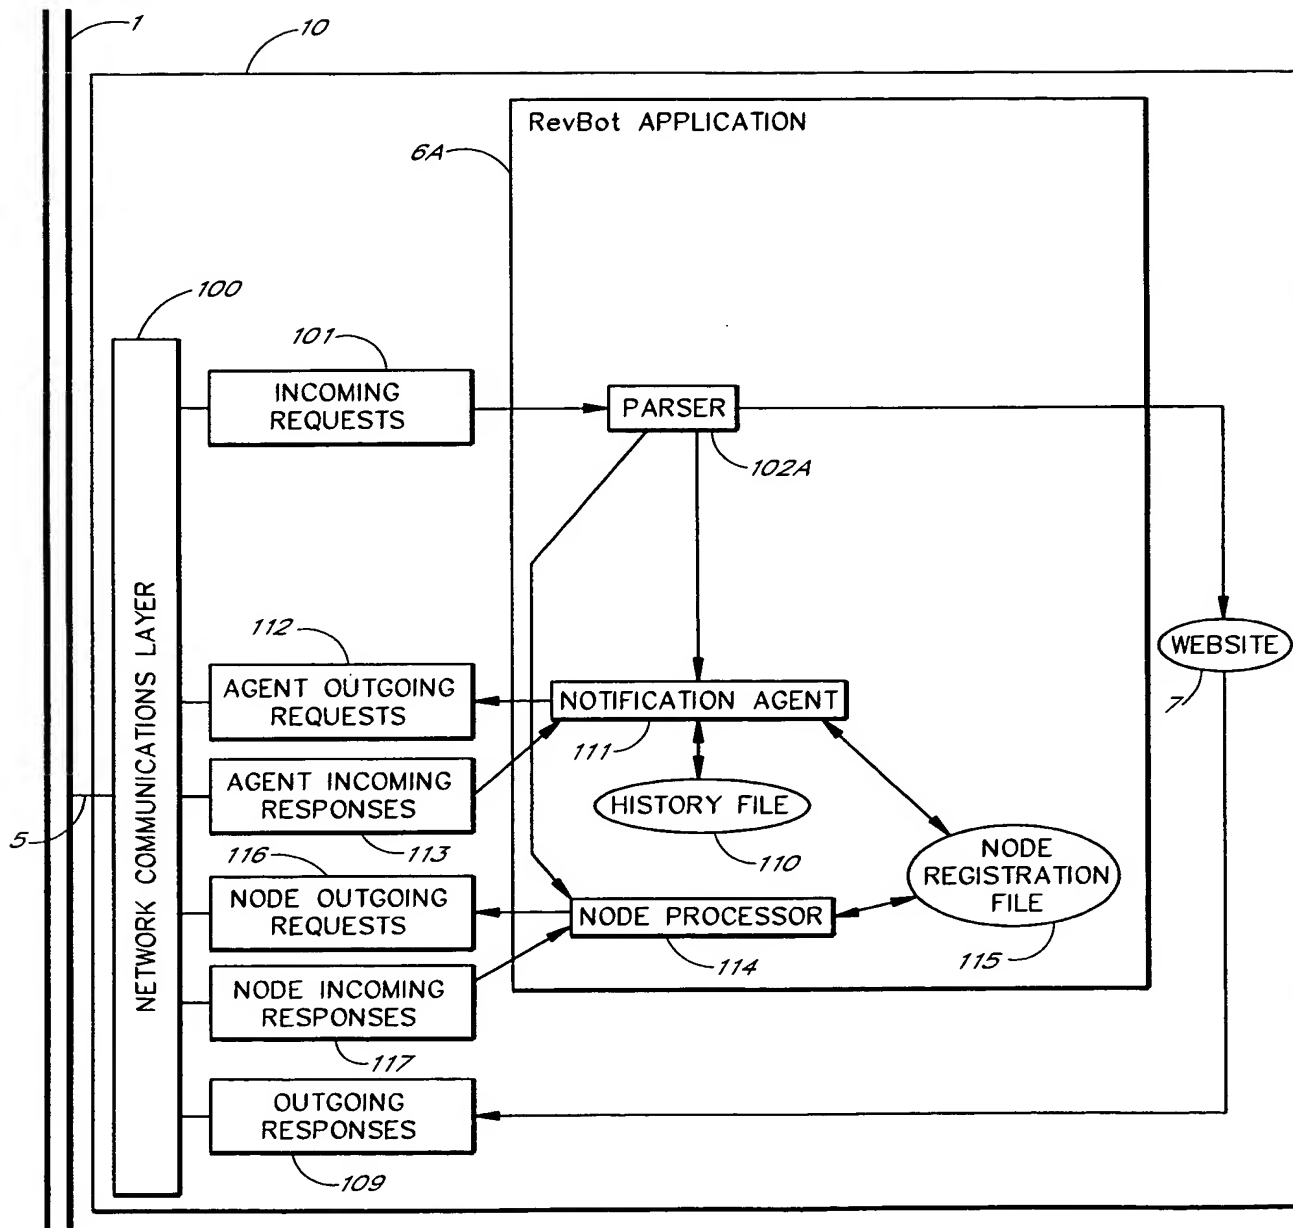 1
10
RevBot APPLICATION
6A
100
101
INCOMING
REQUESTS
PARSER
102A
NETWORK COMMUNICATIONS LAYER
112
AGENT OUTGOING
REQUESTS
NOTIFICATION AGENT
111
WEBSITE
7
AGENT INCOMING
RESPONSES
113
HISTORY FILE
110
5
116
NODE OUTGOING
REQUESTS
NODE PROCESSOR
114
NODE
REGISTRATION
FILE
115
NODE INCOMING
RESPONSES
117
OUTGOING
RESPONSES
109